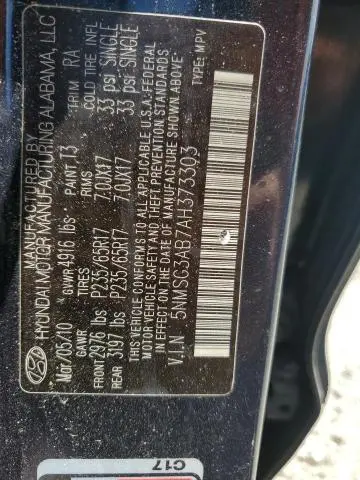 MANUFACTURED BY
HYUNDAI MOTOR MANUFACTURING ALABAMA, LLC
Mar/05/10 GVWR 4916 lbs PAINT T3 TRIM RA
GAWR TIRES RIMS COLD TIRE INF
FRONT 2976 lbs P235/65R17 7.0JX17 33 psi SINGLE
REAR 3197 lbs P235/65R17 7.0JX17 33 psi SINGLE
THIS VEHICLE CONFORMS TO ALL APPLICABLE U.S.A. FEDERAL
MOTOR VEHICLE SAFETY AND THEFT PREVENTION STANDARDS
IN EFFECT ON THE DATE OF MANUFACTURE SHOWN ABOVE
V.I.N 5NMSG3AB7AH373303 TYPE: MPV
C17